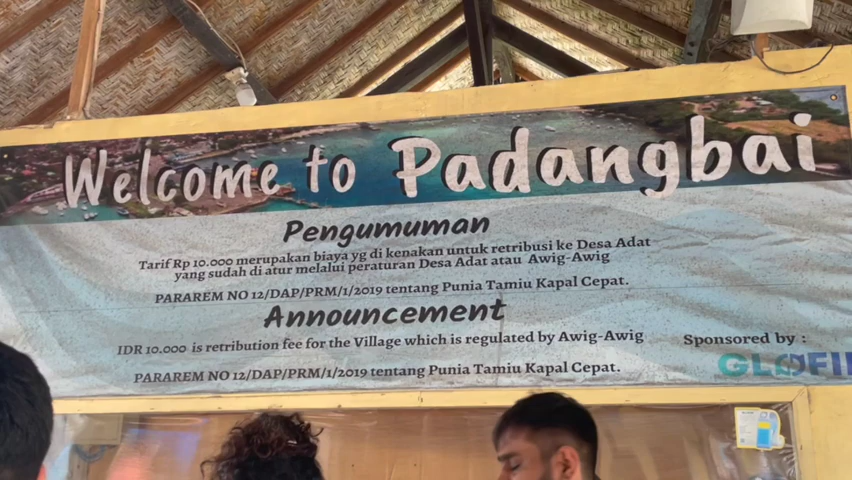 Welcome to Padangbai
Pengumuman
Tarif Rp 10.000 merupakan biaya yg di kenakan untuk retribusi ke Desa Adat
yang sudah di atur melalui peraturan Desa Adat atau Awig-Awig
PARAREM NO 12/DAP/PRM/1/2019 tentang Punia Tamiu Kapal Cepat.
Announcement
IDR 10.000 is retribution fee for the Village which is regulated by Awig-Awig
PARAREM NO 12/DAP/PRM/1/2019 tentang Punia Tamiu Kapal Cepat.
Sponsored by :